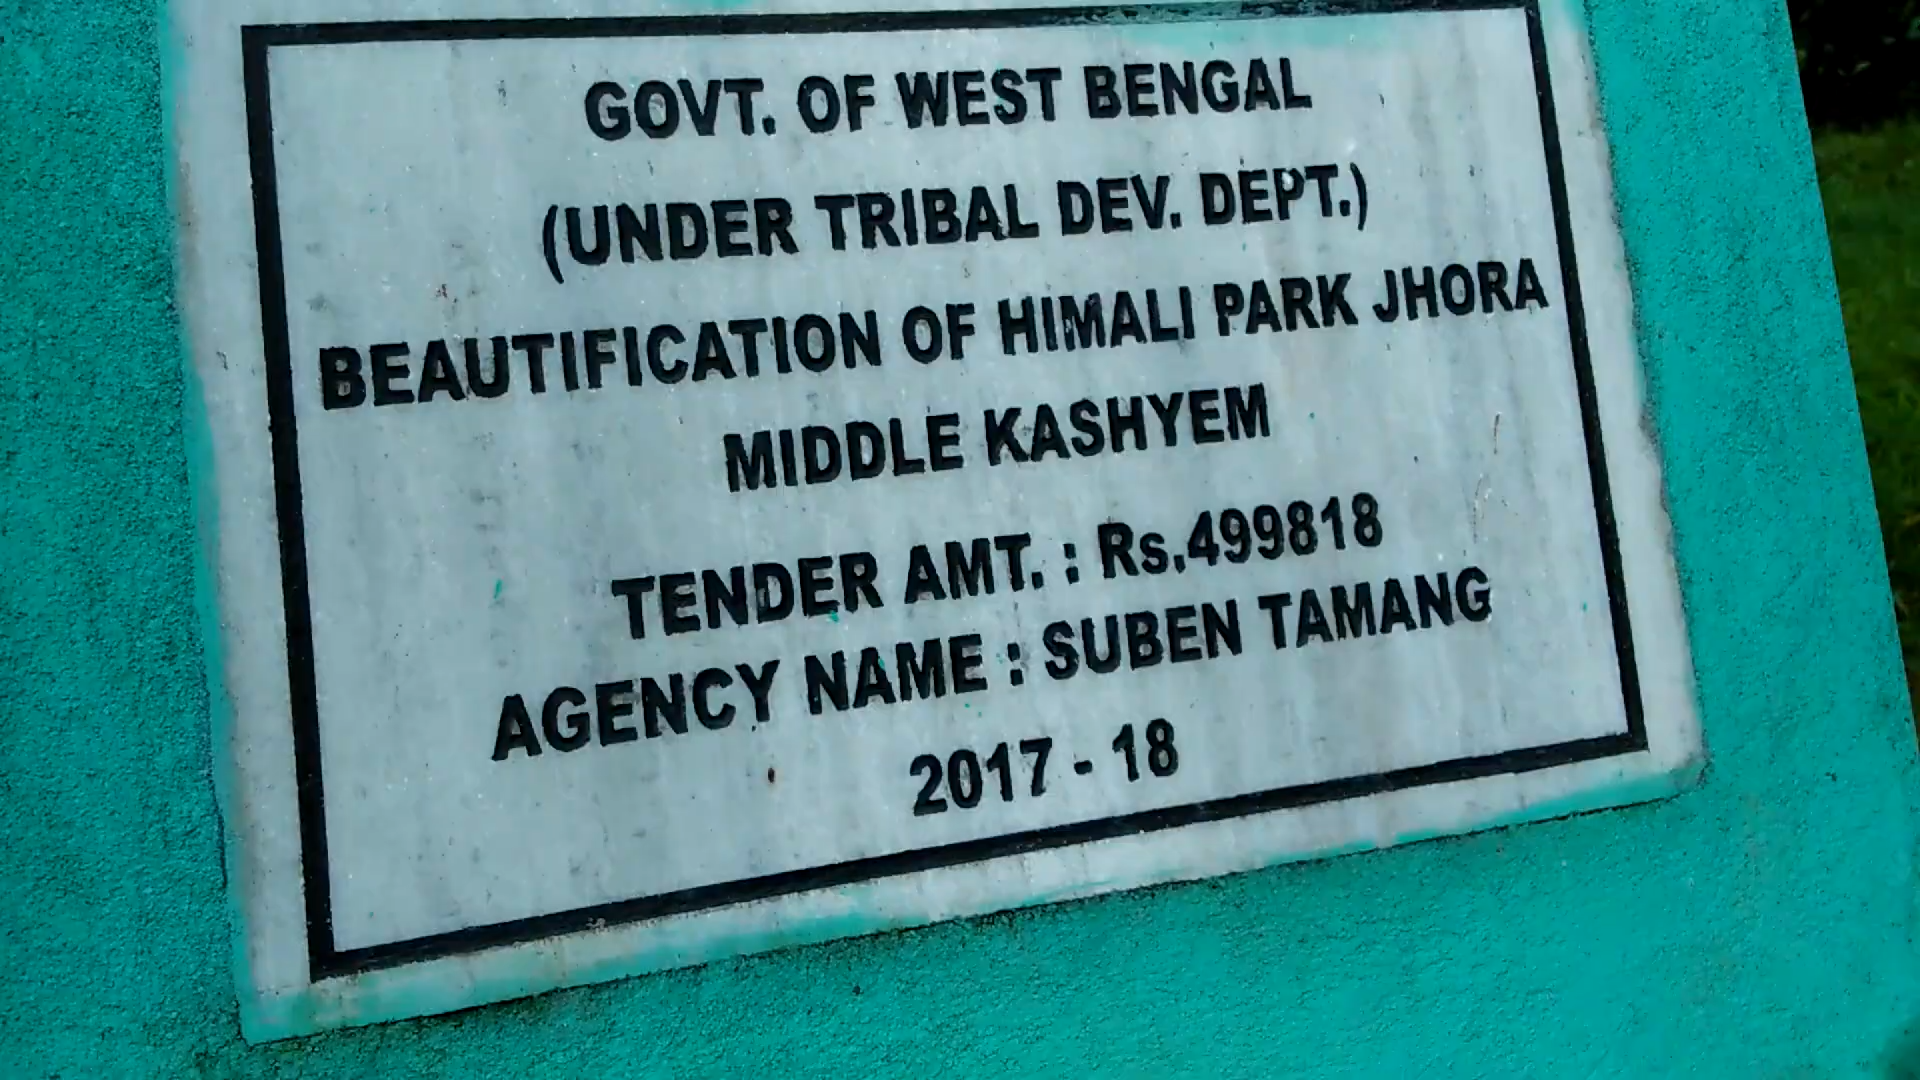 GOVT. OF WEST BENGAL
(UNDER TRIBAL DEV. DEPT.)
BEAUTIFICATION OF HIMALI PARK JHORA
MIDDLE KASHYEM
TENDER AMT. : Rs.499818
AGENCY NAME : SUBEN TAMANG
2017 - 18